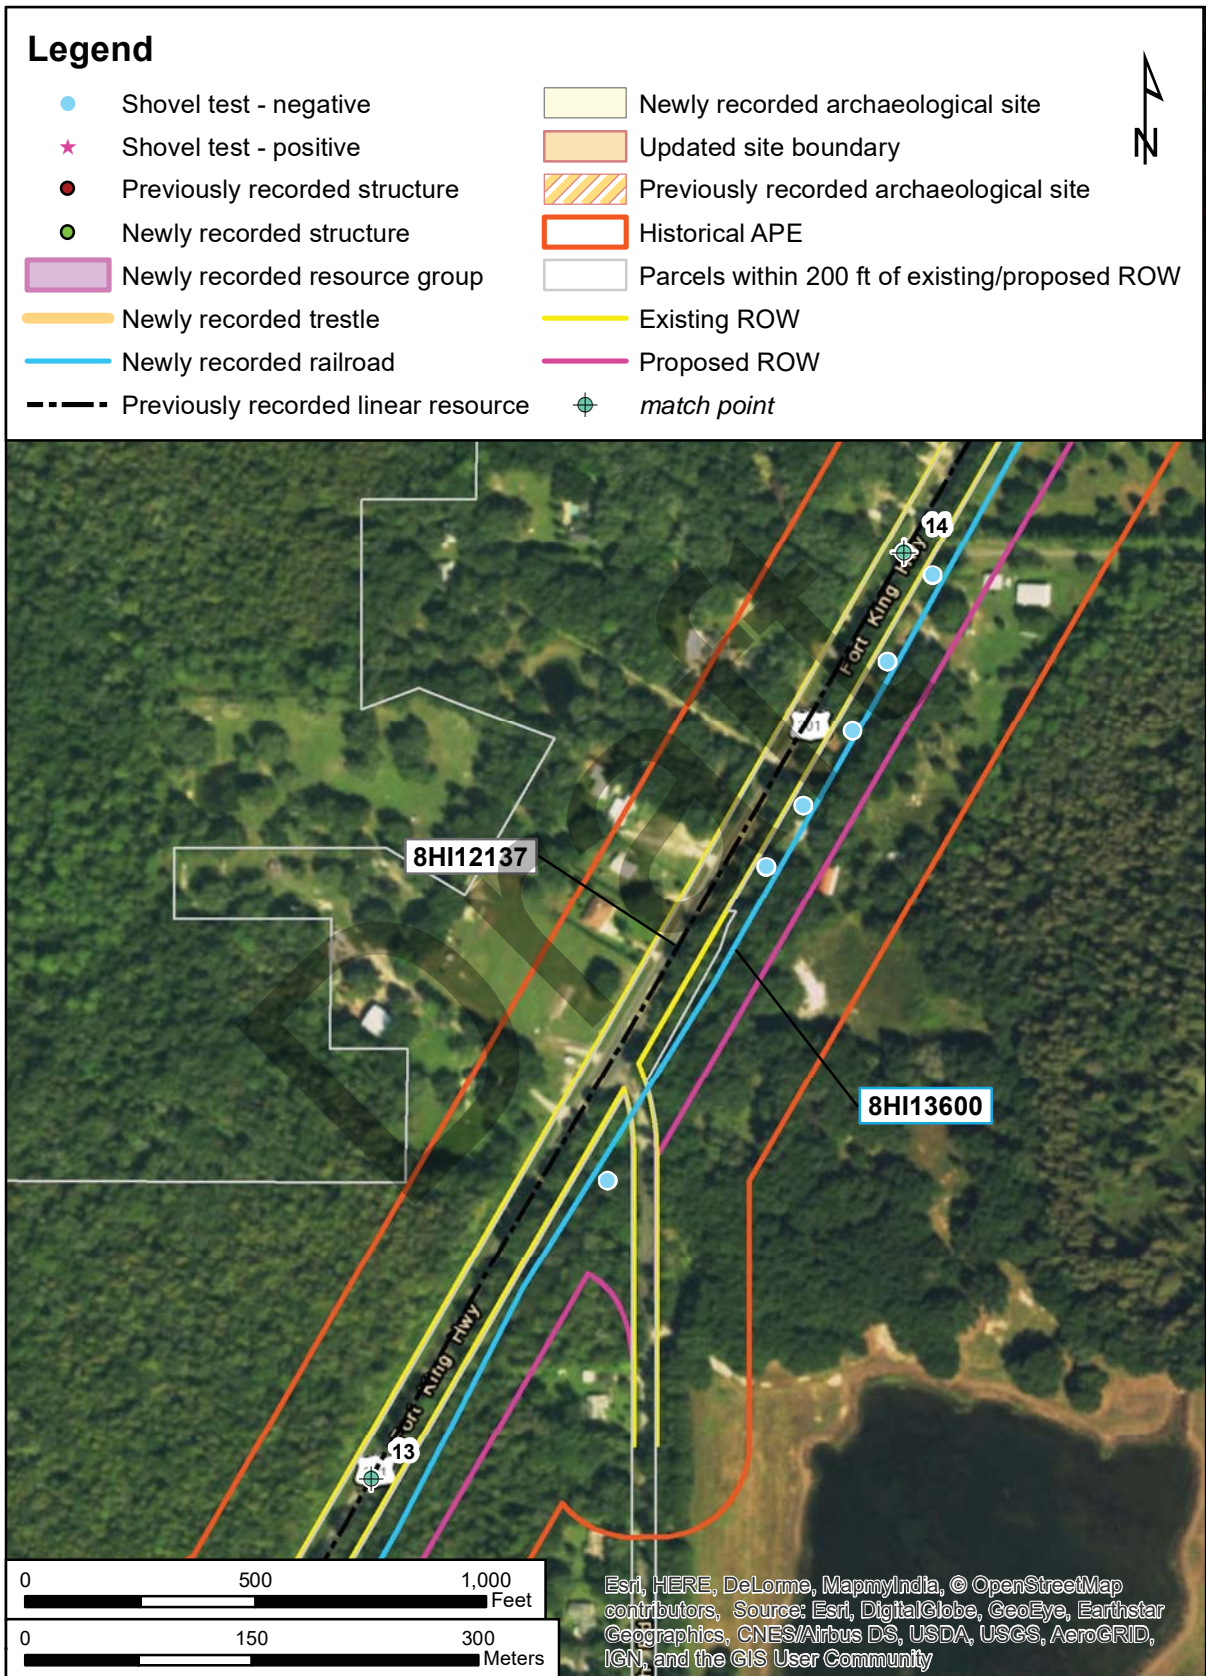 Legend
Shovel test - negative
Shovel test - positive
Previously recorded structure
Newly recorded structure
Newly recorded resource group
Newly recorded trestle
Newly recorded railroad
Previously recorded linear resource
Newly recorded archaeological site
Updated site boundary
Previously recorded archaeological site
Historical APE
Parcels within 200 ft of existing/proposed ROW
Existing ROW
Proposed ROW
match point
N
14
Fort King Hwy
301
8HI12137
Draft
8HI13600
Fort King Hwy
13
0 500 1,000
Feet
0 150 300
Meters
Esri, HERE, DeLorme, MapmyIndia, © OpenStreetMap
contributors, Source: Esri, DigitalGlobe, GeoEye, Earthstar
Geographics, CNES/Airbus DS, USDA, USGS, AeroGRID,
IGN, and the GIS User Community